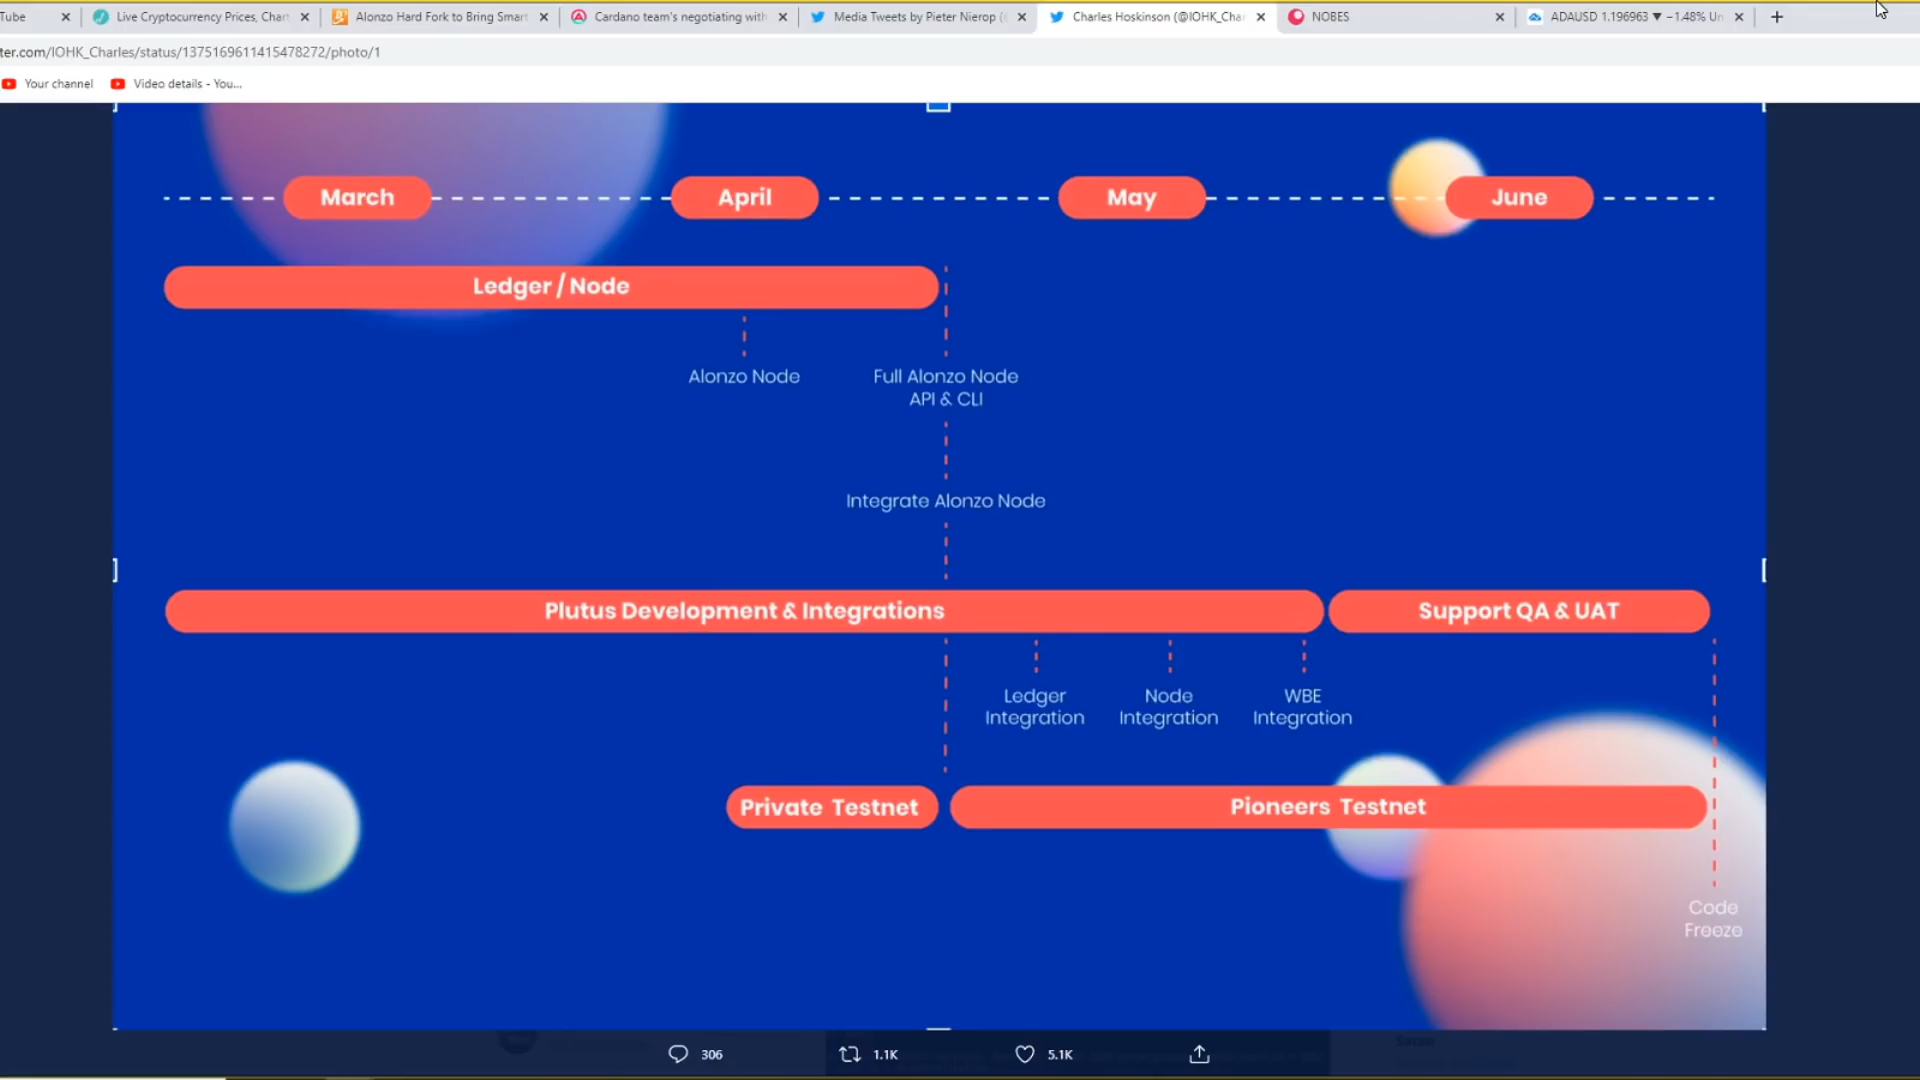 Tube
Live Cryptocurrency Prices, Chart
Alonzo Hard Fork to Bring Smart
Cardano team's negotiating with
Media Tweets by Pieter Nierop (
Charles Hoskinson (@IOHK_Cha
NOBES
ADAUSD 1.196963 ▼ −1.48% Un
ter.com/IOHK_Charles/status/1375169611415478272/photo/1
Your channel
Video details - You...
March
April
May
June
Ledger / Node
Alonzo Node
Full Alonzo Node
API & CLI
Integrate Alonzo Node
Plutus Development & Integrations
Support QA & UAT
Ledger
Integration
Node
Integration
WBE
Integration
Private Testnet
Pioneers Testnet
Code
Freeze
306
1.1K
5.1K